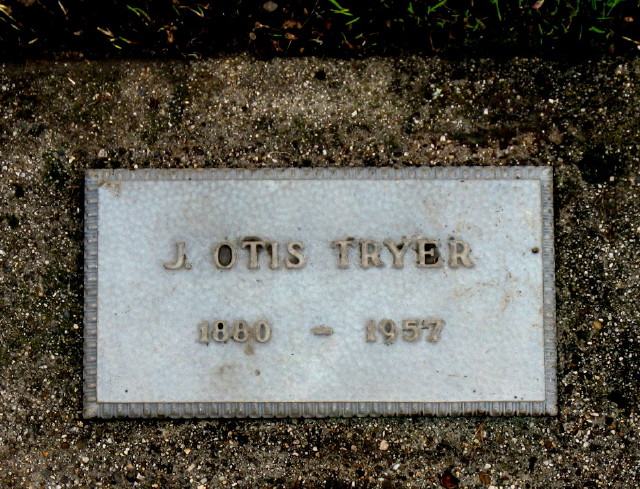 J. OTIS TRYER
1880 - 1957